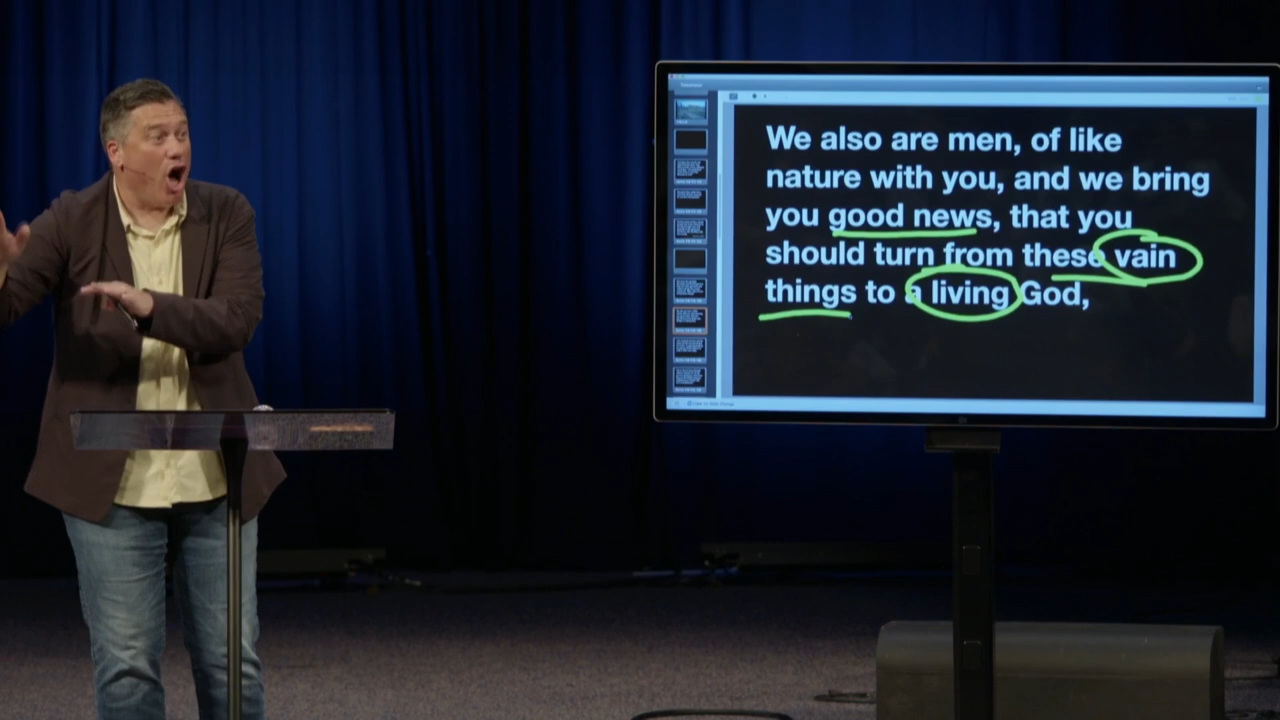 We also are men, of like
nature with you, and we bring
you good news, that you
should turn from these vain
things to a living God,